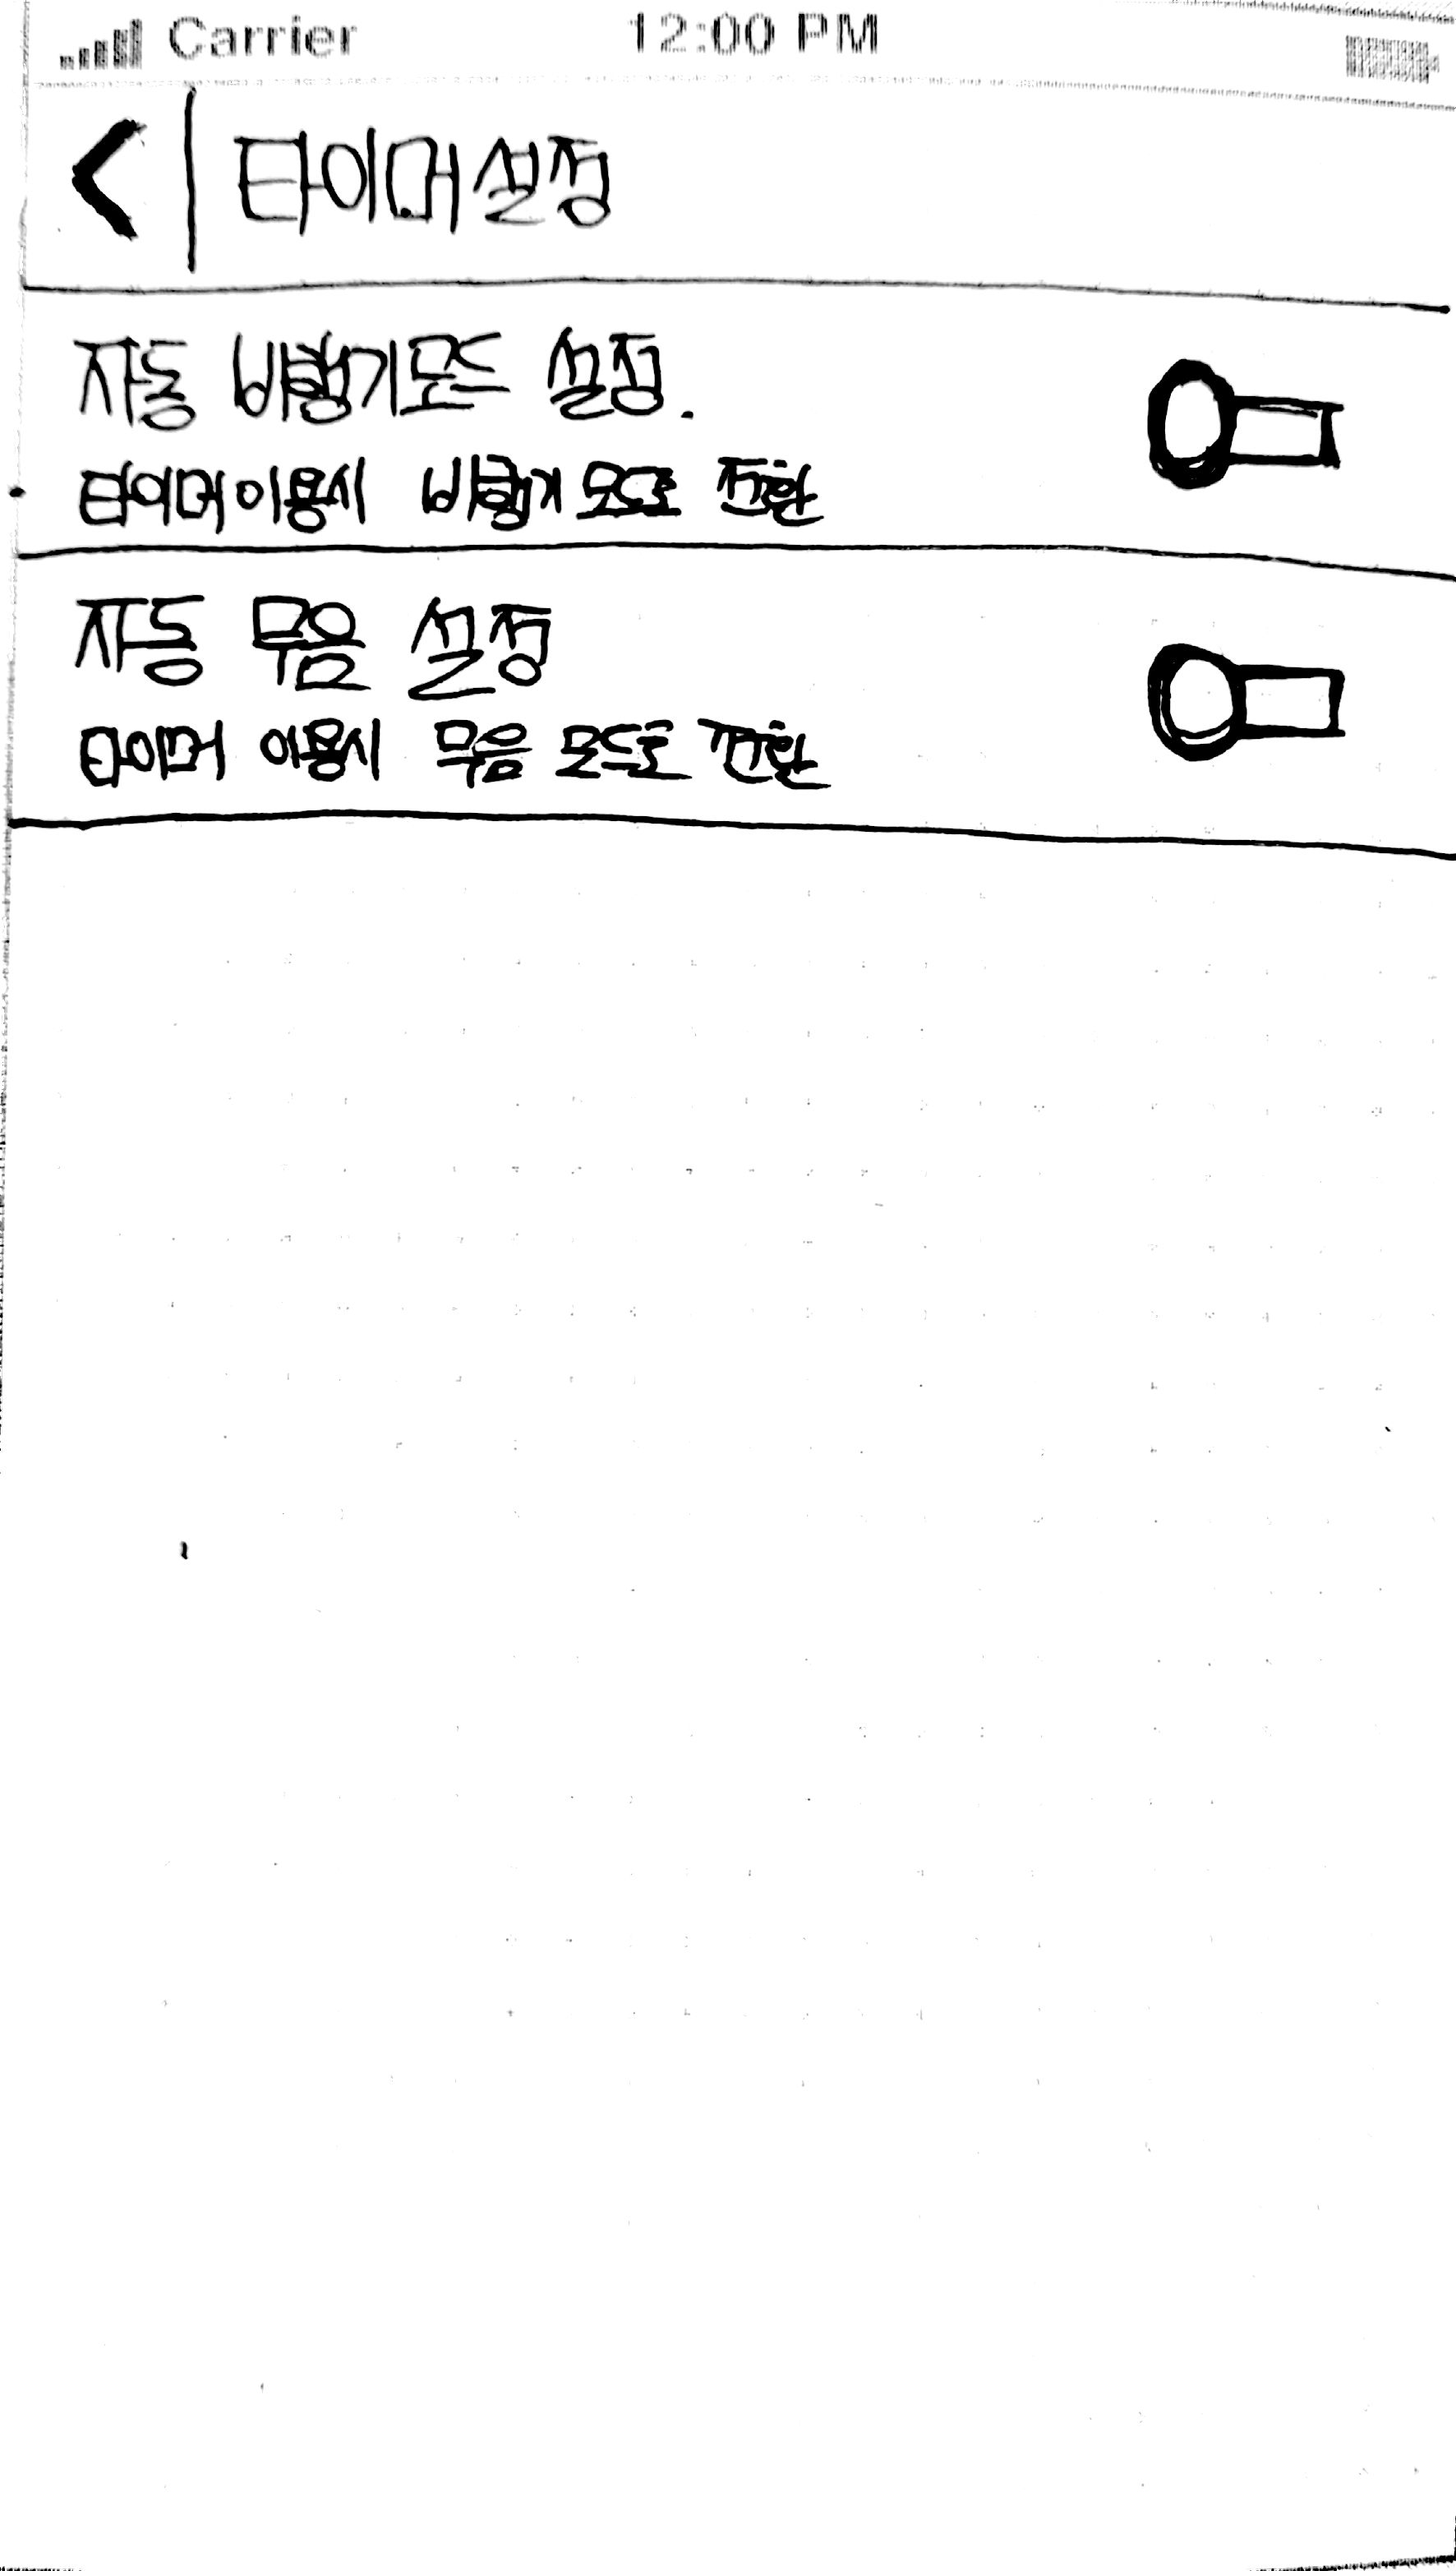 Carrier 12:00 PM
타이머 설정
자동 비행기모드 설정.
타이머 이용시 비행기 모드로 전환
자동 무음 설정
타이머 이용시 무음 모드로 전환